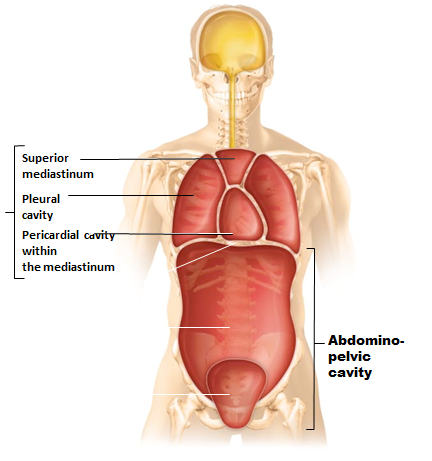 Superior
mediastinum
Pleural
cavity
Pericardial cavity
within
the mediastinum
Abdomino-
pelvic
cavity